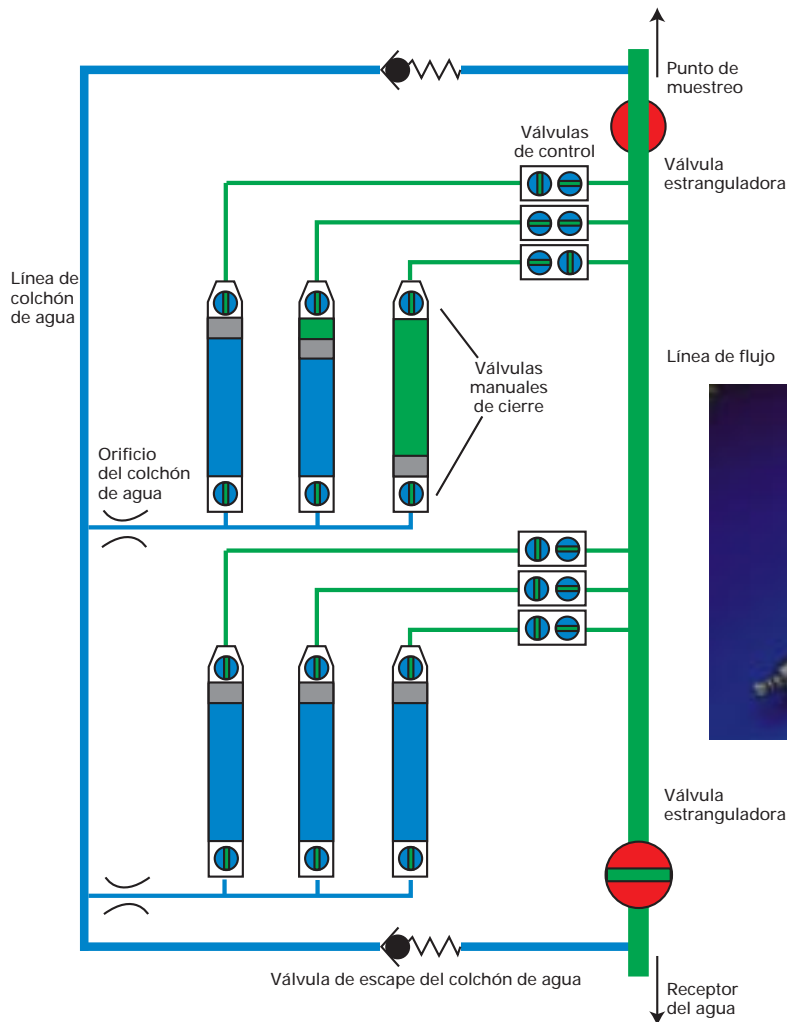 Punto de
muestreo
Válvulas
de control
Válvula
estranguladora
Línea de
colchón
de agua
Línea de flujo
Válvulas
manuales
de cierre
Orificio
del colchón
de agua
Válvula
estranguladora
Válvula de escape del colchón de agua
Receptor
del agua